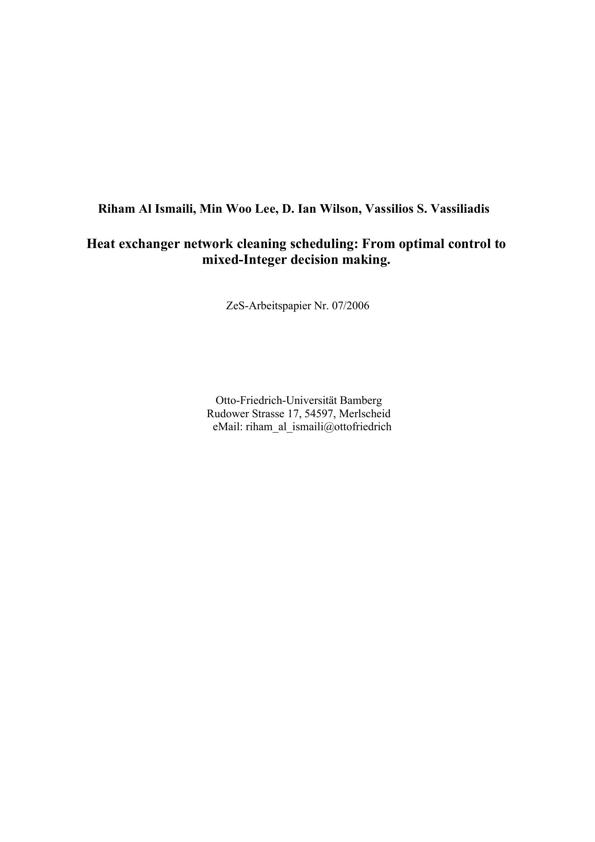 Riham Al Ismaili, Min Woo Lee, D. Ian Wilson, Vassilios S. Vassiliadis
Heat exchanger network cleaning scheduling: From optimal control to
mixed-Integer decision making.
ZeS-Arbeitspapier Nr. 07/2006
Otto-Friedrich-Universität Bamberg
Rudower Strasse 17, 54597, Merlscheid
eMail: riham_al_ismaili@ottofriedrich